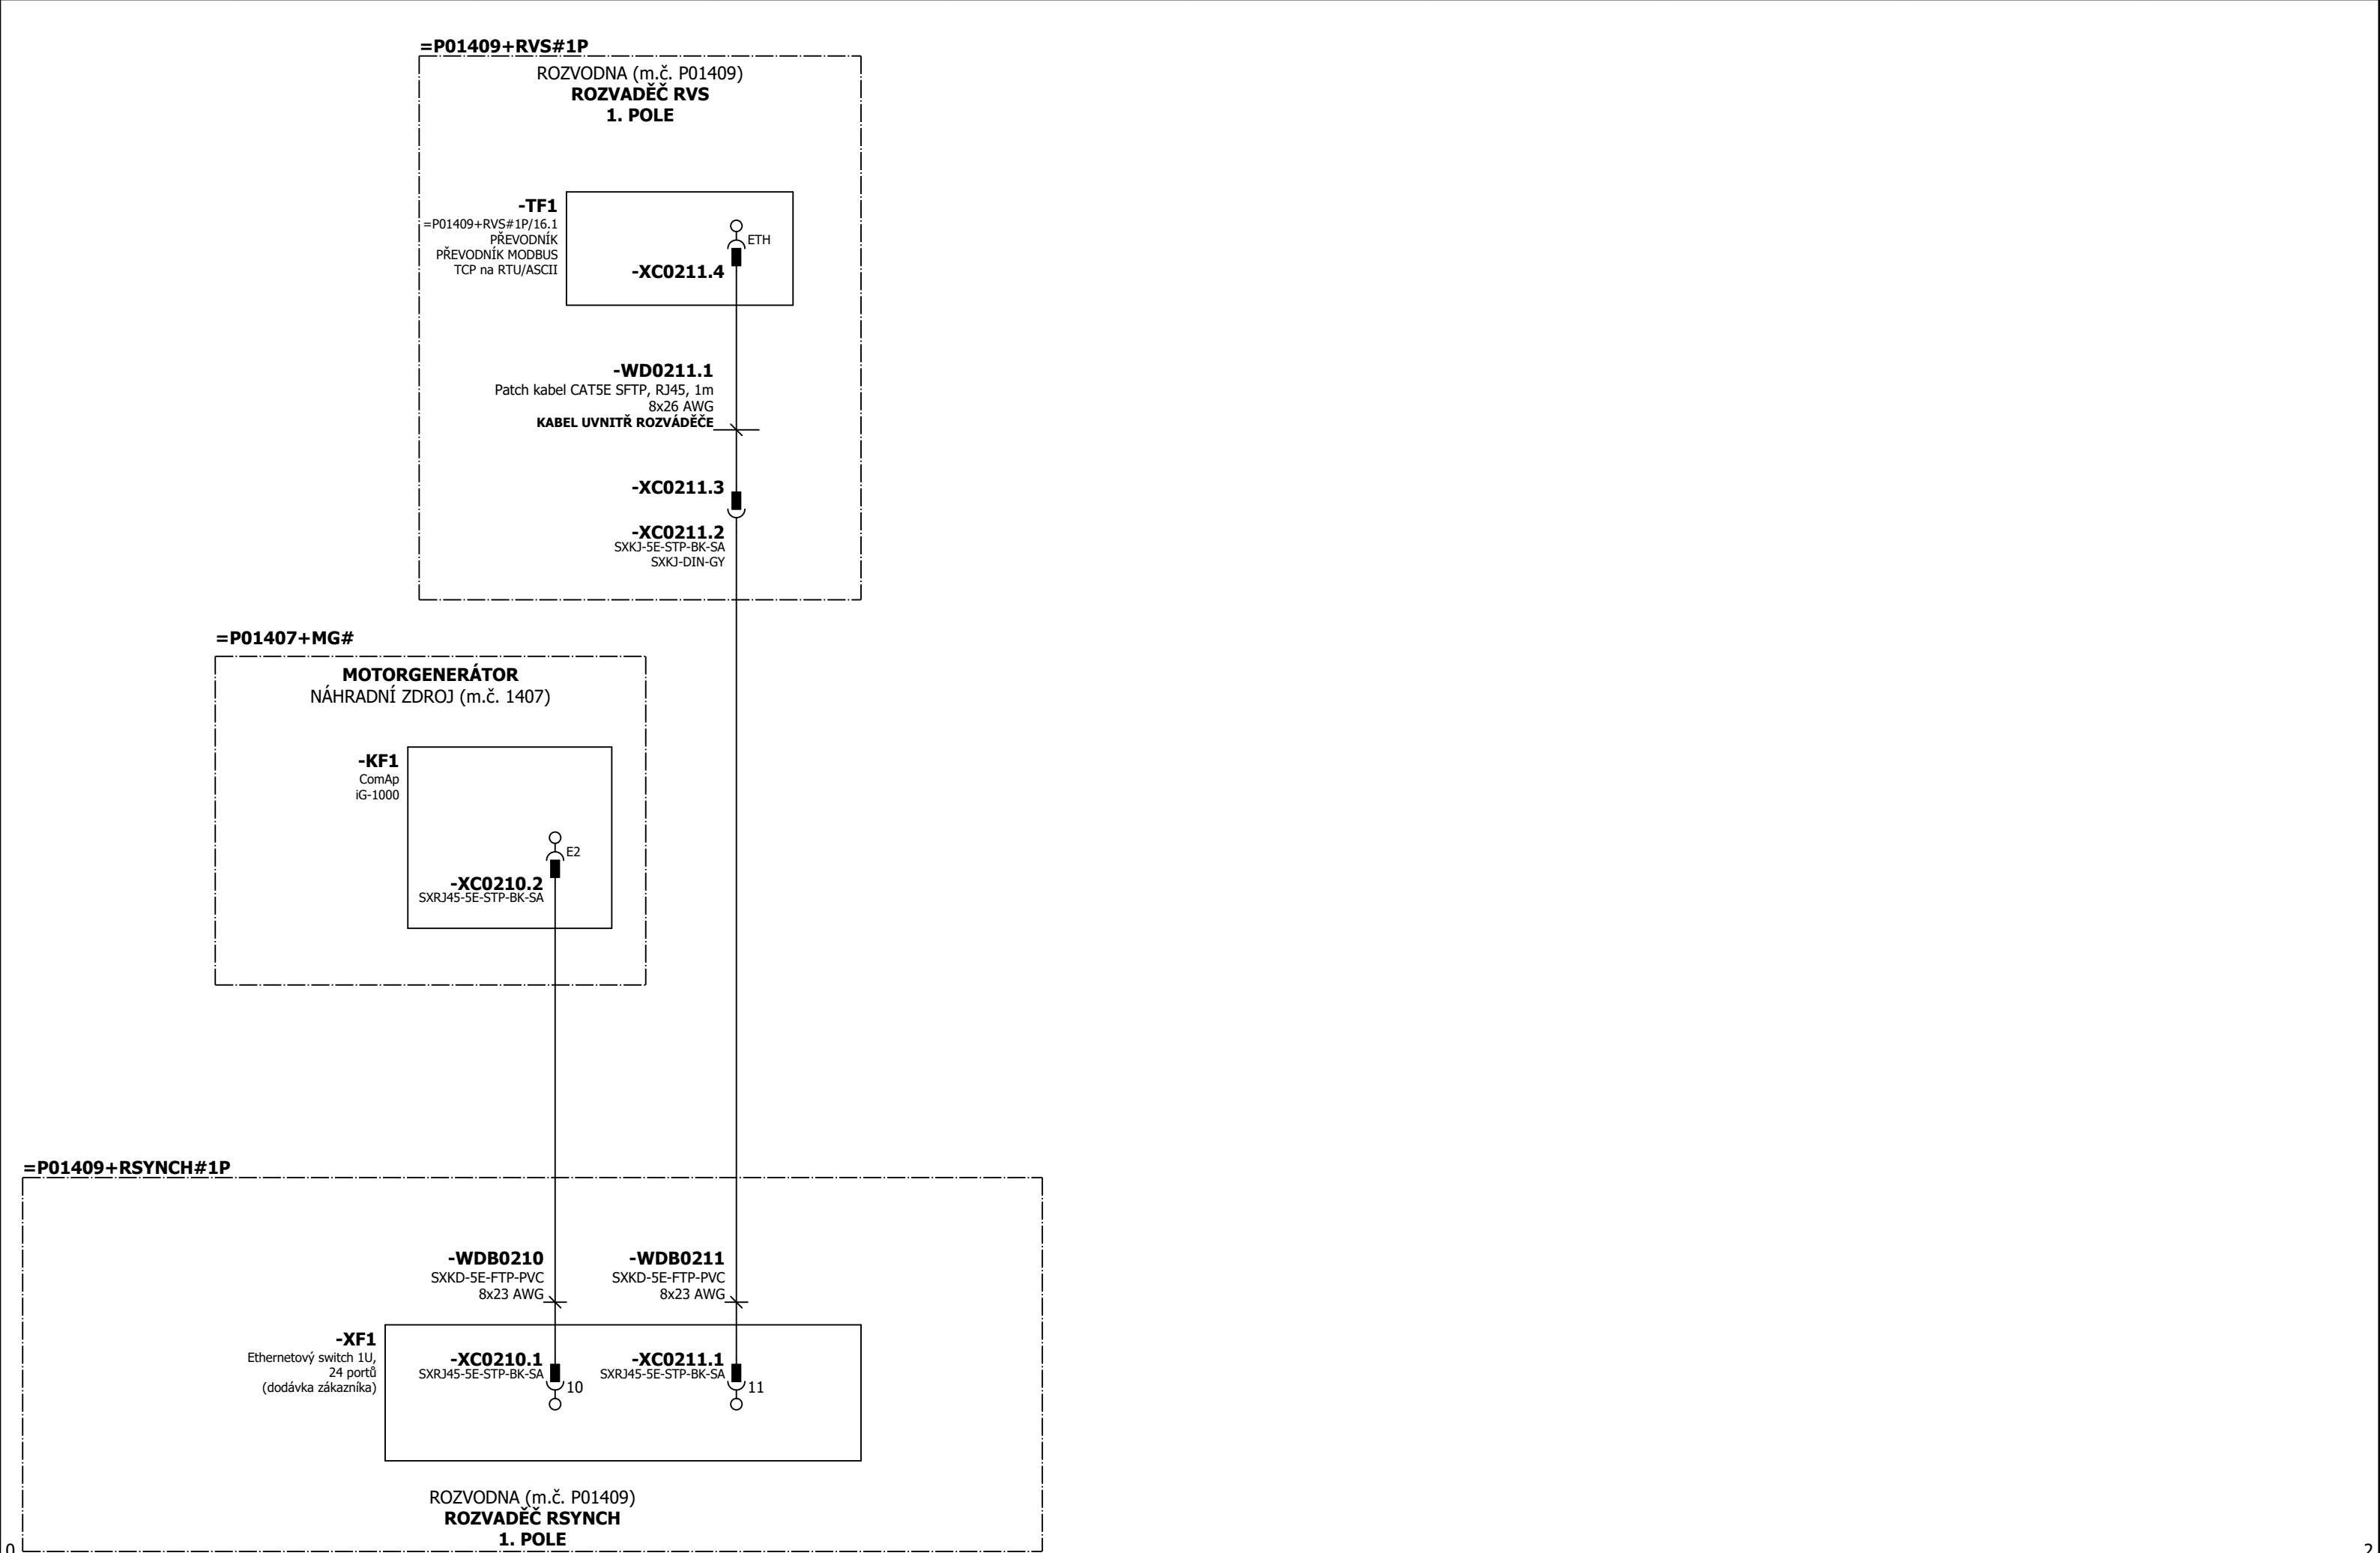 =P01409+RVS#1P
ROZVODNA (m.č. P01409)
ROZVADĚČ RVS
1. POLE
-TF1
=P01409+RVS#1P/16.1
PŘEVODNÍK
PŘEVODNÍK MODBUS
TCP na RTU/ASCII
ETH
-XC0211.4
-WD0211.1
Patch kabel CAT5E SFTP, RJ45, 1m
8x26 AWG
KABEL UVNITŘ ROZVÁDĚČE
-XC0211.3
-XC0211.2
SXKJ-5E-STP-BK-SA
SXKJ-DIN-GY
=P01407+MG#
MOTORGENERÁTOR
NÁHRADNÍ ZDROJ (m.č. 1407)
-KF1
ComAp
iG-1000
E2
-XC0210.2
SXRJ45-5E-STP-BK-SA
=P01409+RSYNCH#1P
-WDB0210
SXKD-5E-FTP-PVC
8x23 AWG
-WDB0211
SXKD-5E-FTP-PVC
8x23 AWG
-XF1
Ethernetový switch 1U,
24 portů
(dodávka zákazníka)
-XC0210.1
SXRJ45-5E-STP-BK-SA
10
-XC0211.1
SXRJ45-5E-STP-BK-SA
11
ROZVODNA (m.č. P01409)
ROZVADĚČ RSYNCH
1. POLE
0
2